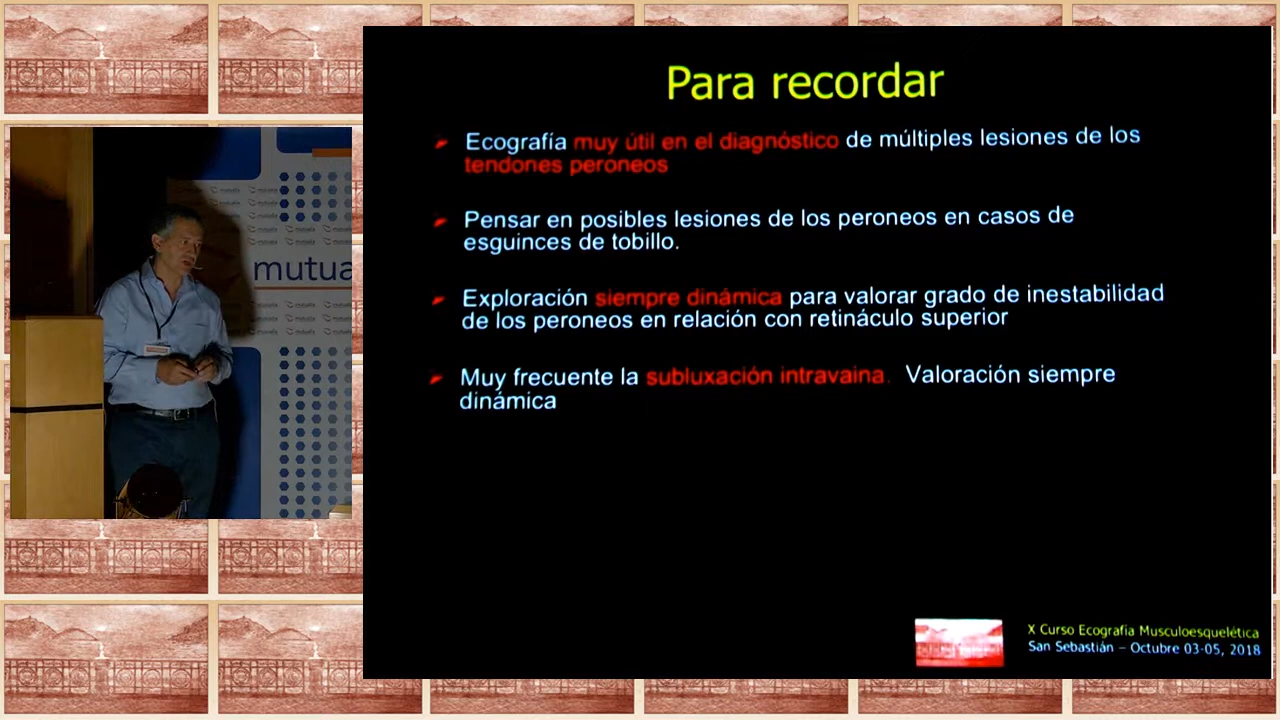 Para recordar
Ecografía muy útil en el diagnóstico de múltiples lesiones de los
tendones peroneos
Pensar en posibles lesiones de los peroneos en casos de
esguinces de tobillo.
Exploración siempre dinámica para valorar grado de inestabilidad
de los peroneos en relación con retináculo superior
Muy frecuente la subluxación intravaina. Valoración siempre
dinámica
X Curso Ecografía Musculoesquelética
San Sebastián – Octubre 03-05, 2018
mutua